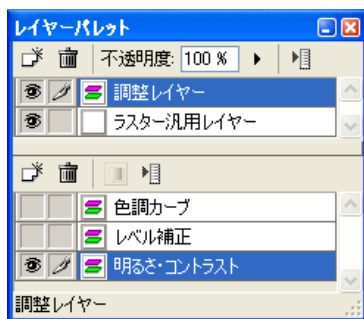 レイヤーパレット
不透明度: 100 %
調整レイヤー
ラスター汎用レイヤー
色調カーブ
レベル補正
明るさ・コントラスト
調整レイヤー